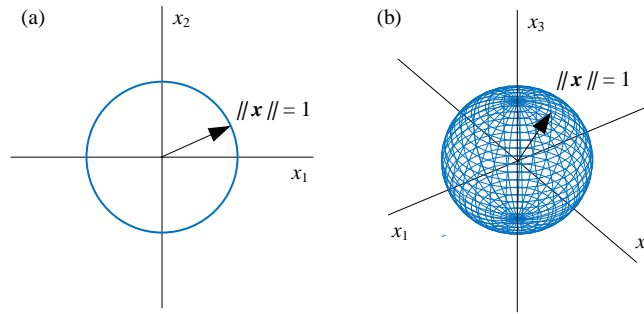 (a)
x₂
‖ x ‖ = 1
x₁
(b)
x₃
‖ x ‖ = 1
x₁
x